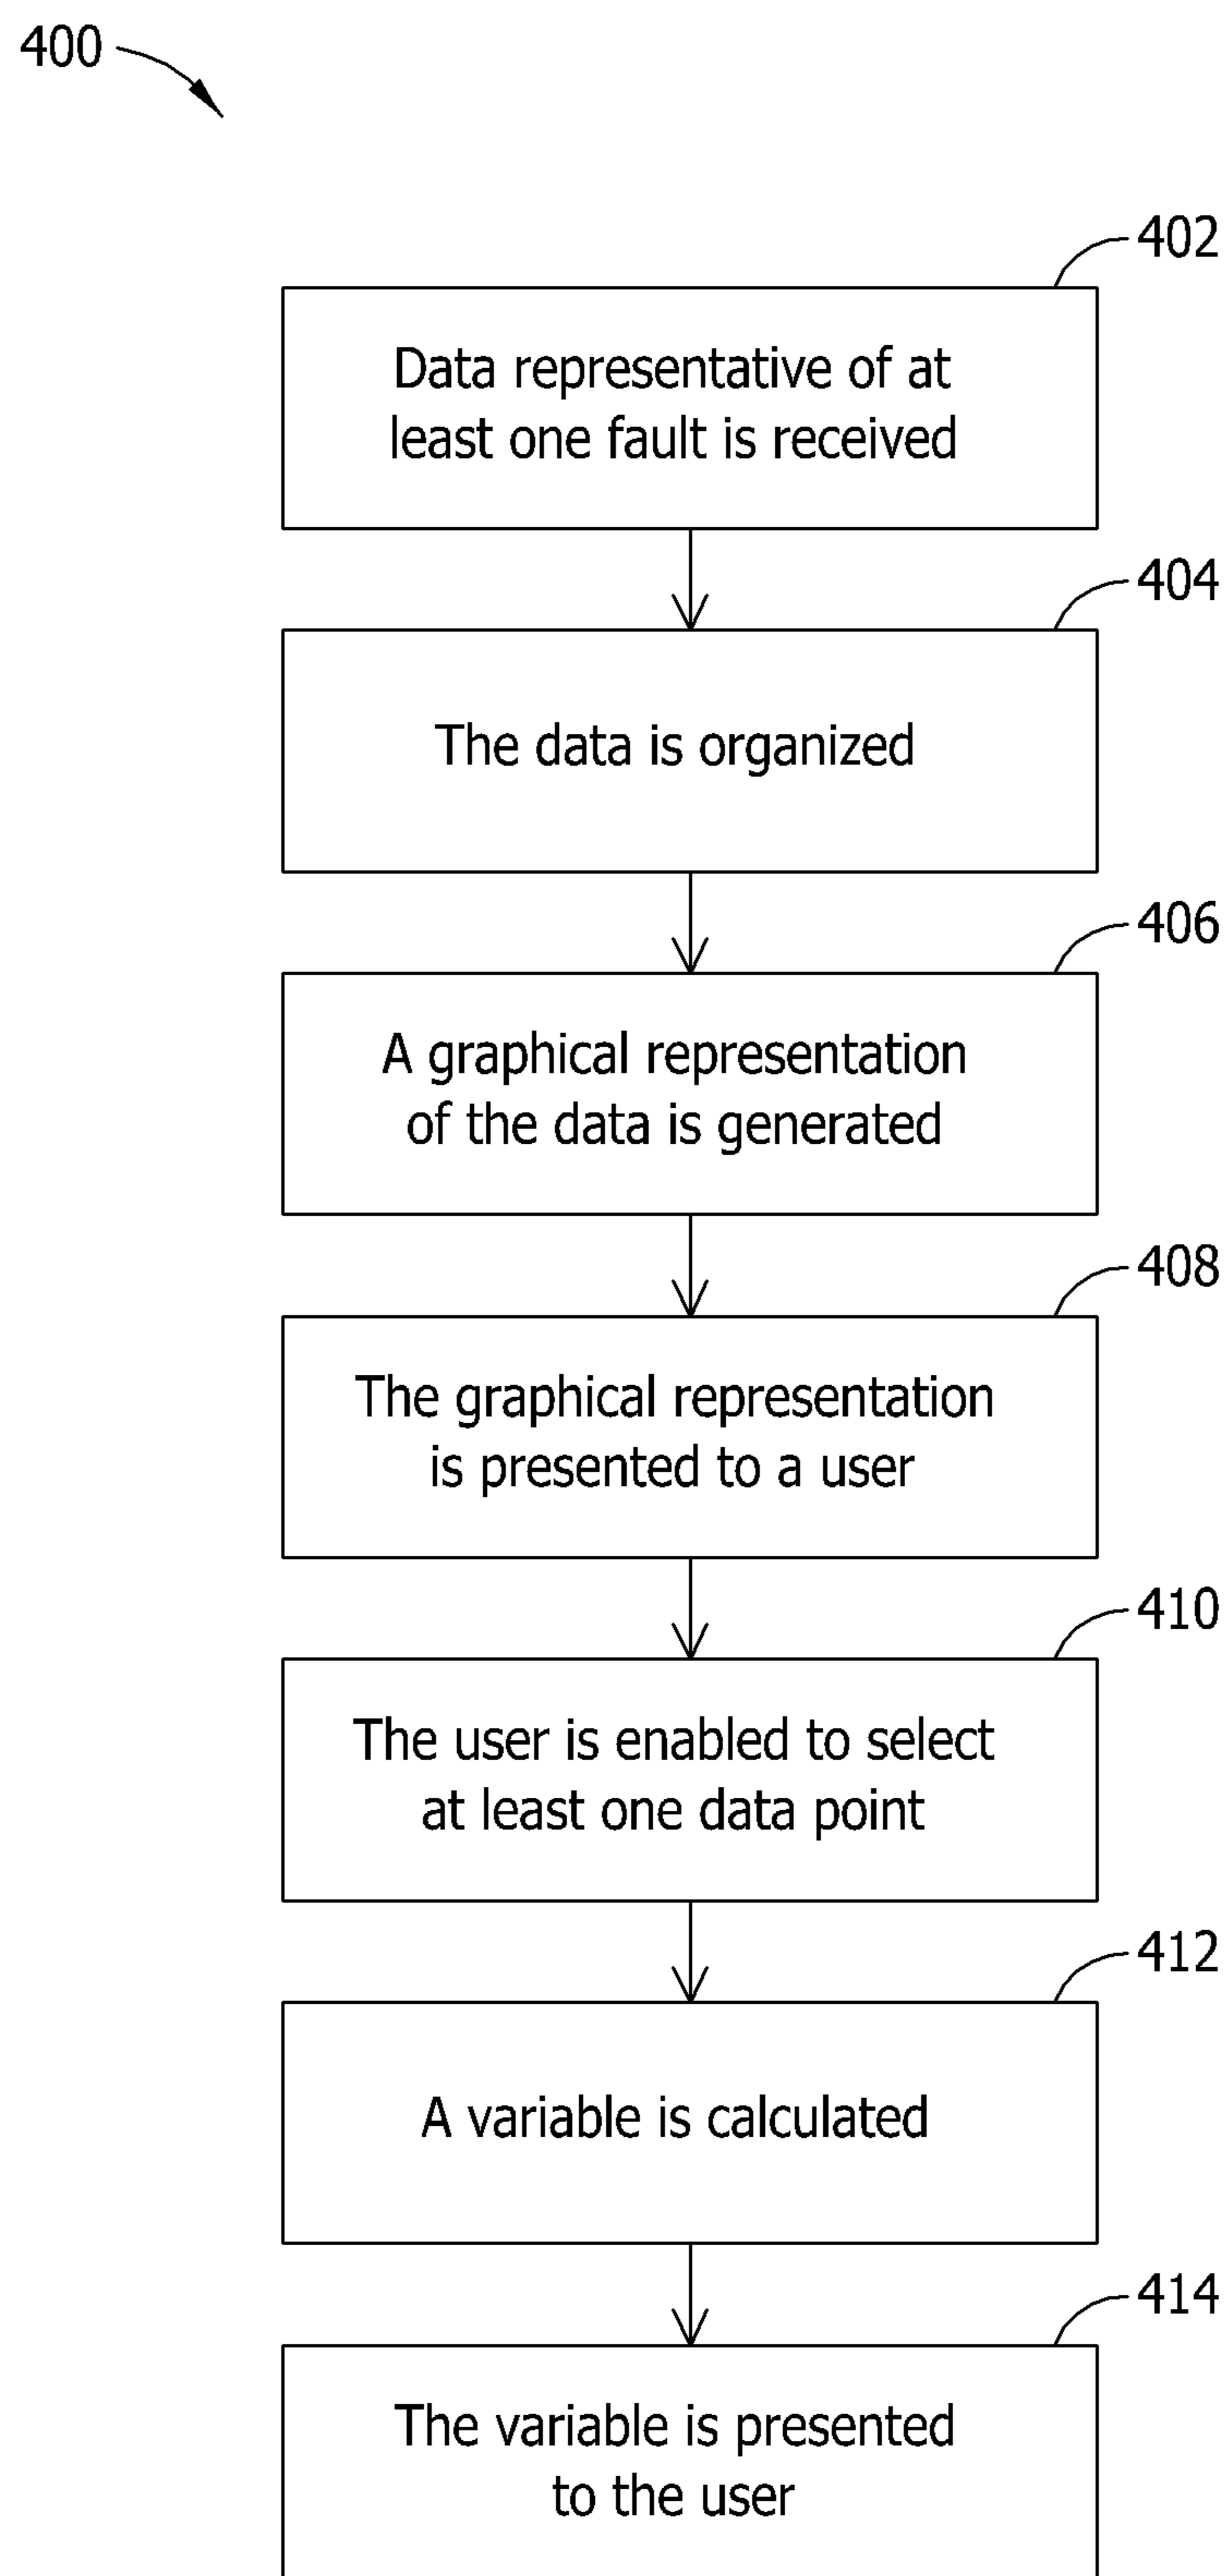 400
402
Data representative of at
least one fault is received
404
The data is organized
406
A graphical representation
of the data is generated
408
The graphical representation
is presented to a user
410
The user is enabled to select
at least one data point
412
A variable is calculated
414
The variable is presented
to the user